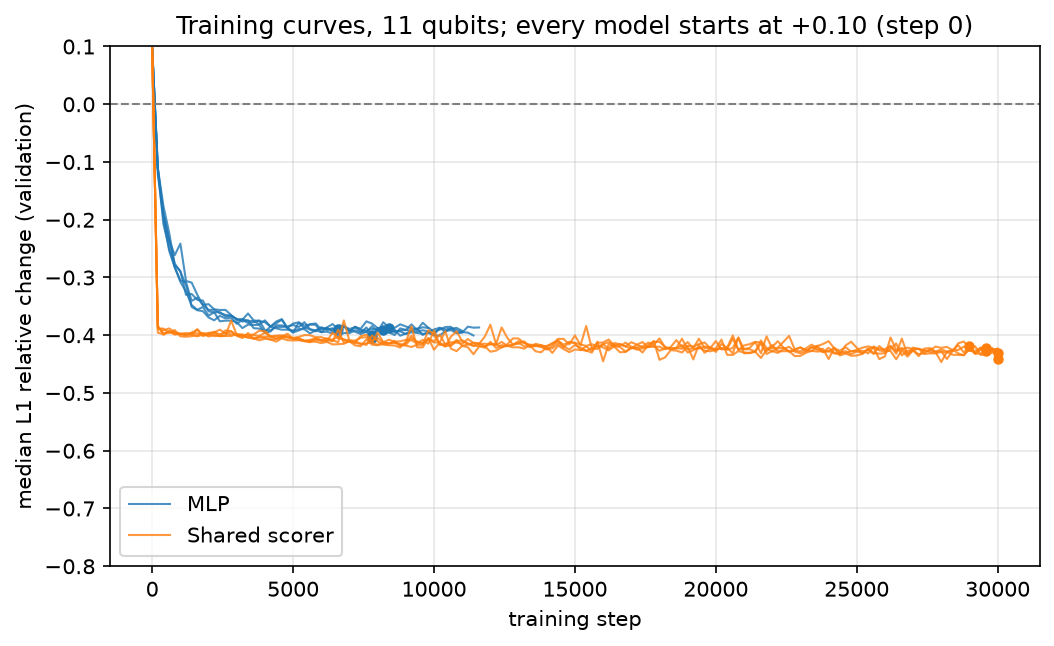 Training curves, 11 qubits; every model starts at +0.10 (step 0)
median L1 relative change (validation)
0.1
0.0
−0.1
−0.2
−0.3
−0.4
−0.5
−0.6
−0.7
−0.8
MLP
Shared scorer
0 5000 10000 15000 20000 25000 30000
training step